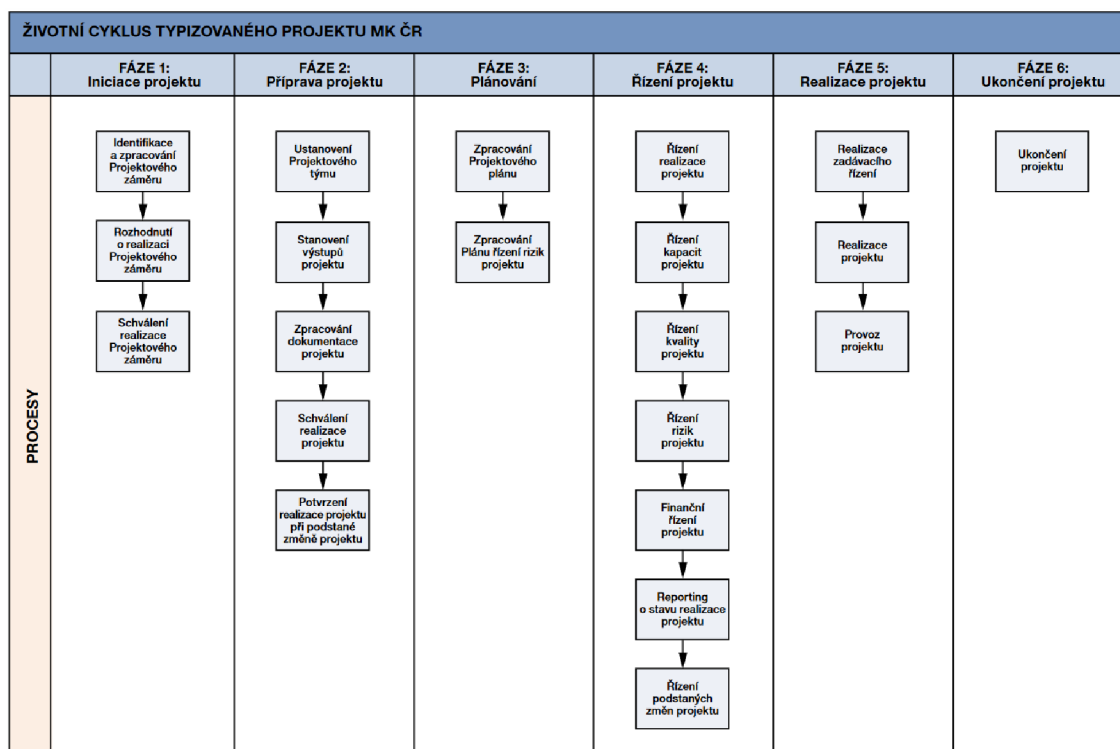 ŽIVOTNÍ CYKLUS TYPIZOVANÉHO PROJEKTU MK ČR
FÁZE 1:
Iniciace projektu
FÁZE 2:
Příprava projektu
FÁZE 3:
Plánování
FÁZE 4:
Řízení projektu
FÁZE 5:
Realizace projektu
FÁZE 6:
Ukončení projektu
PROCESY
Identifikace
a zpracování
Projektového
záměru
Rozhodnutí
o realizaci
Projektového
záměru
Schválení
realizace
Projektového
záměru
Ustanovení
Projektového
týmu
Stanovení
výstupů
projektu
Zpracování
dokumentace
projektu
Schválení
realizace
projektu
Potvrzení
realizace projektu
při podstané
změně projektu
Zpracování
Projektového
plánu
Zpracování
Plánu řízení rizik
projektu
Řízení
realizace
projektu
Řízení
kapacit
projektu
Řízení
kvality
projektu
Řízení
rizik
projektu
Finanční
řízení
projektu
Reporting
o stavu realizace
projektu
Řízení
podstaných
změn projektu
Realizace
zadávacího
řízení
Realizace
projektu
Provoz
projektu
Ukončení
projektu